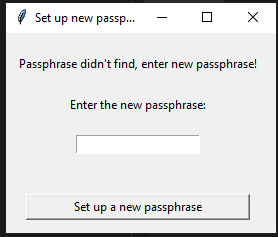 Set up new passp...
Passphrase didn't find, enter new passphrase!
Enter the new passphrase:
Set up a new passphrase